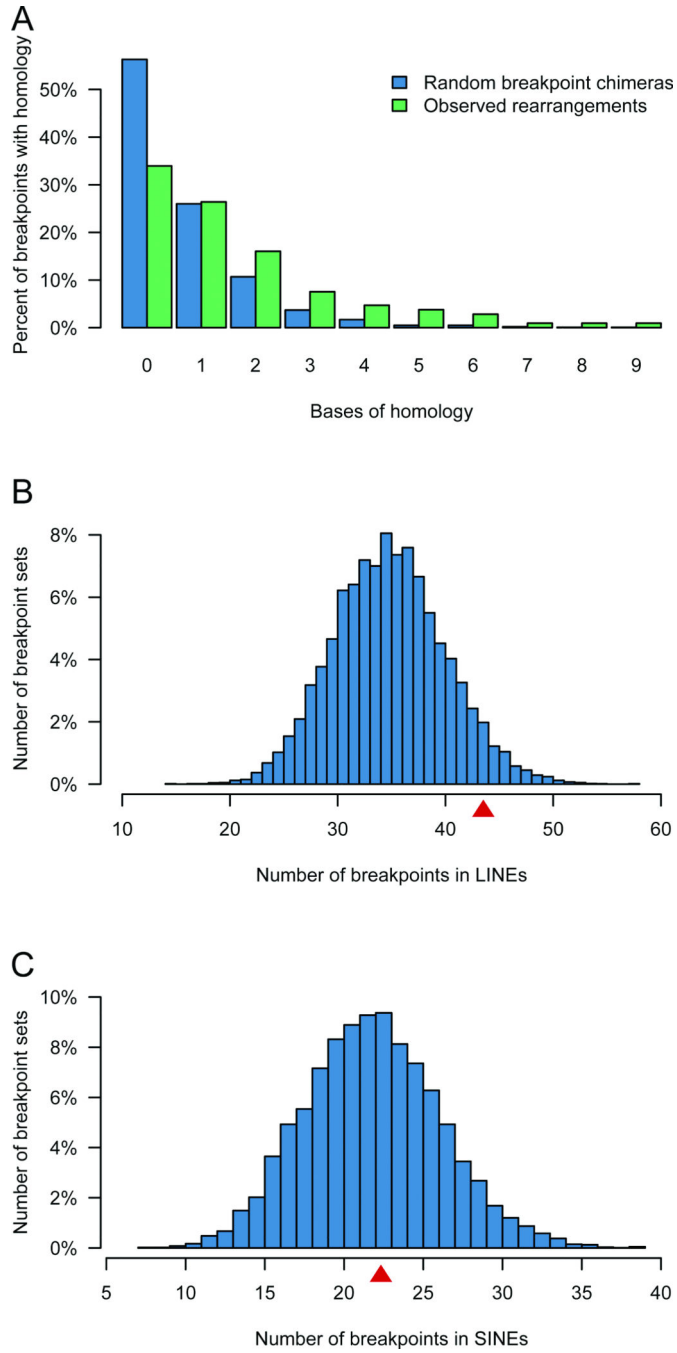 A
Percent of breakpoints with homology
50%
40%
30%
20%
10%
0%
Random breakpoint chimeras
Observed rearrangements
0 1 2 3 4 5 6 7 8 9
Bases of homology
B
Number of breakpoint sets
8%
6%
4%
2%
0%
10 20 30 40 50 60
Number of breakpoints in LINEs
C
Number of breakpoint sets
10%
8%
6%
4%
2%
0%
5 10 15 20 25 30 35 40
Number of breakpoints in SINEs